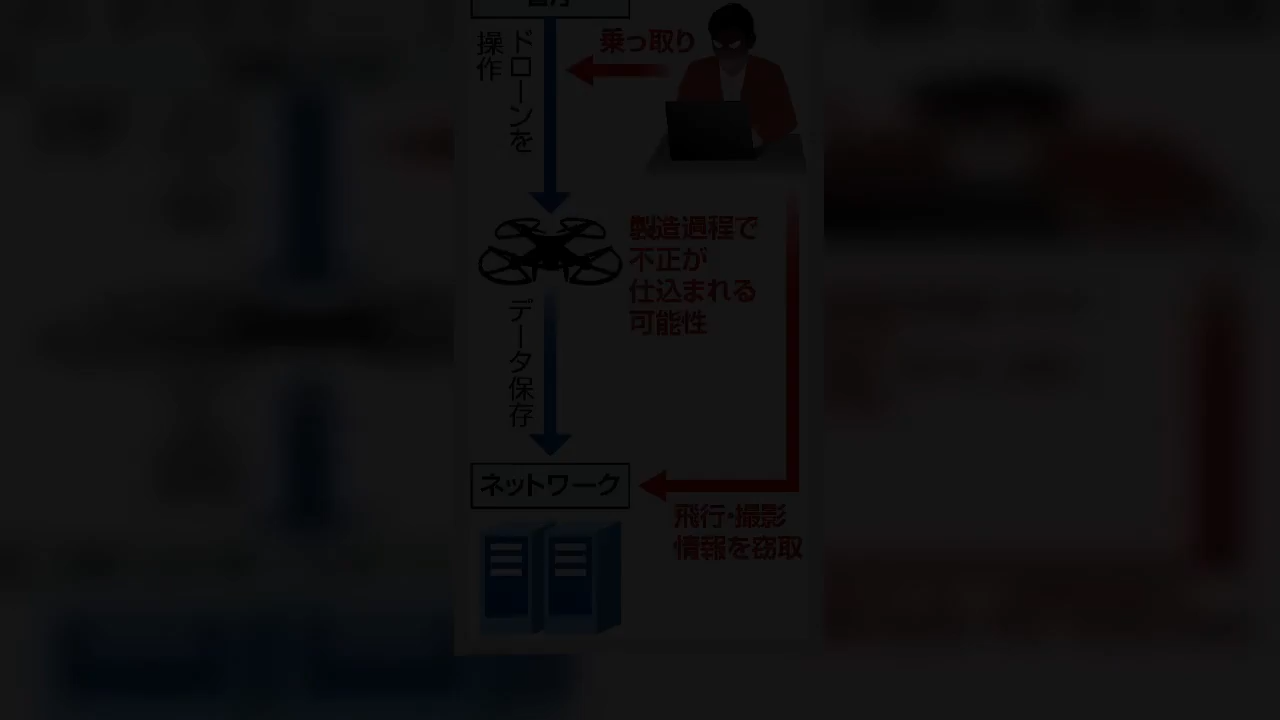 ドローンを
操作
乗っ取り
製造過程で
不正が
仕込まれる
可能性
データ保存
ネットワーク
飛行・撮影
情報を窃取